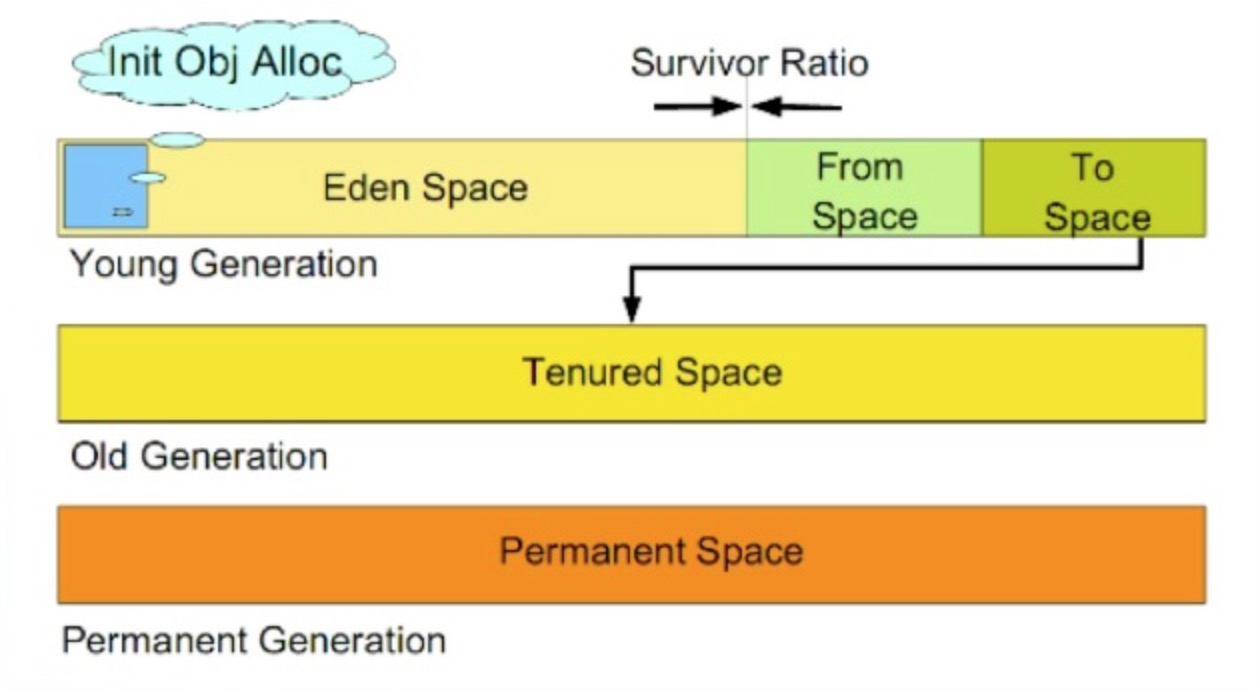 Init Obj Alloc
Survivor Ratio
Eden Space
From
Space
To
Space
Young Generation
Tenured Space
Old Generation
Permanent Space
Permanent Generation